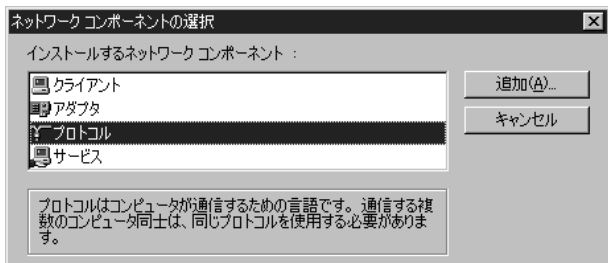 ネットワーク コンポーネントの選択
インストールするネットワーク コンポーネント :
クライアント
アダプタ
プロトコル
サービス
追加(A)...
キャンセル
プロトコルはコンピュータが通信するための言語です。通信する複
数のコンピュータ同士は、同じプロトコルを使用する必要がありま
す。